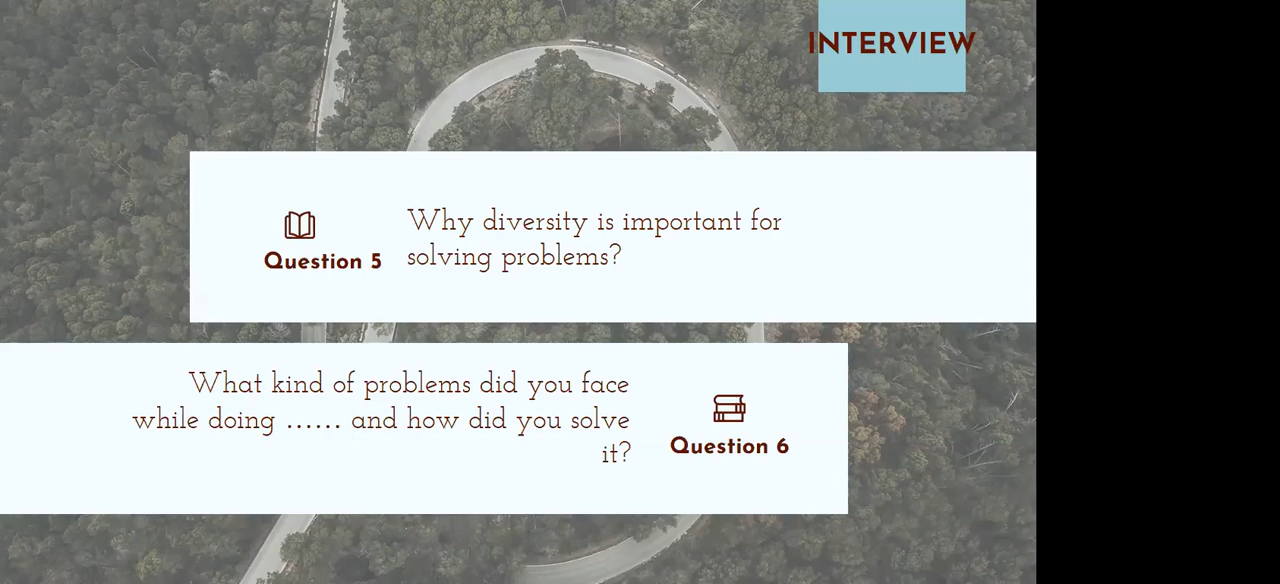 INTERVIEW
Question 5
Why diversity is important for
solving problems?
What kind of problems did you face
while doing ...... and how did you solve
it?
Question 6